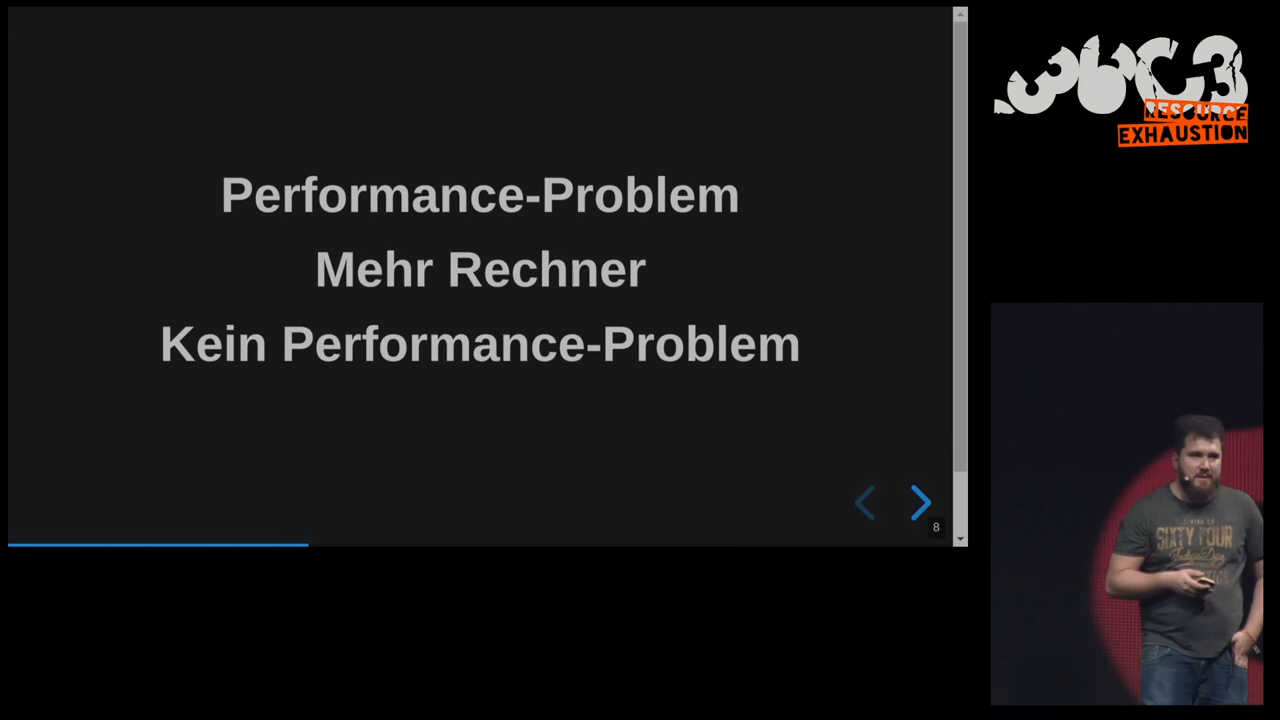 Performance-Problem
Mehr Rechner
Kein Performance-Problem
8
36C3
RESOURCE
EXHAUSTION
SIXTY FOUR